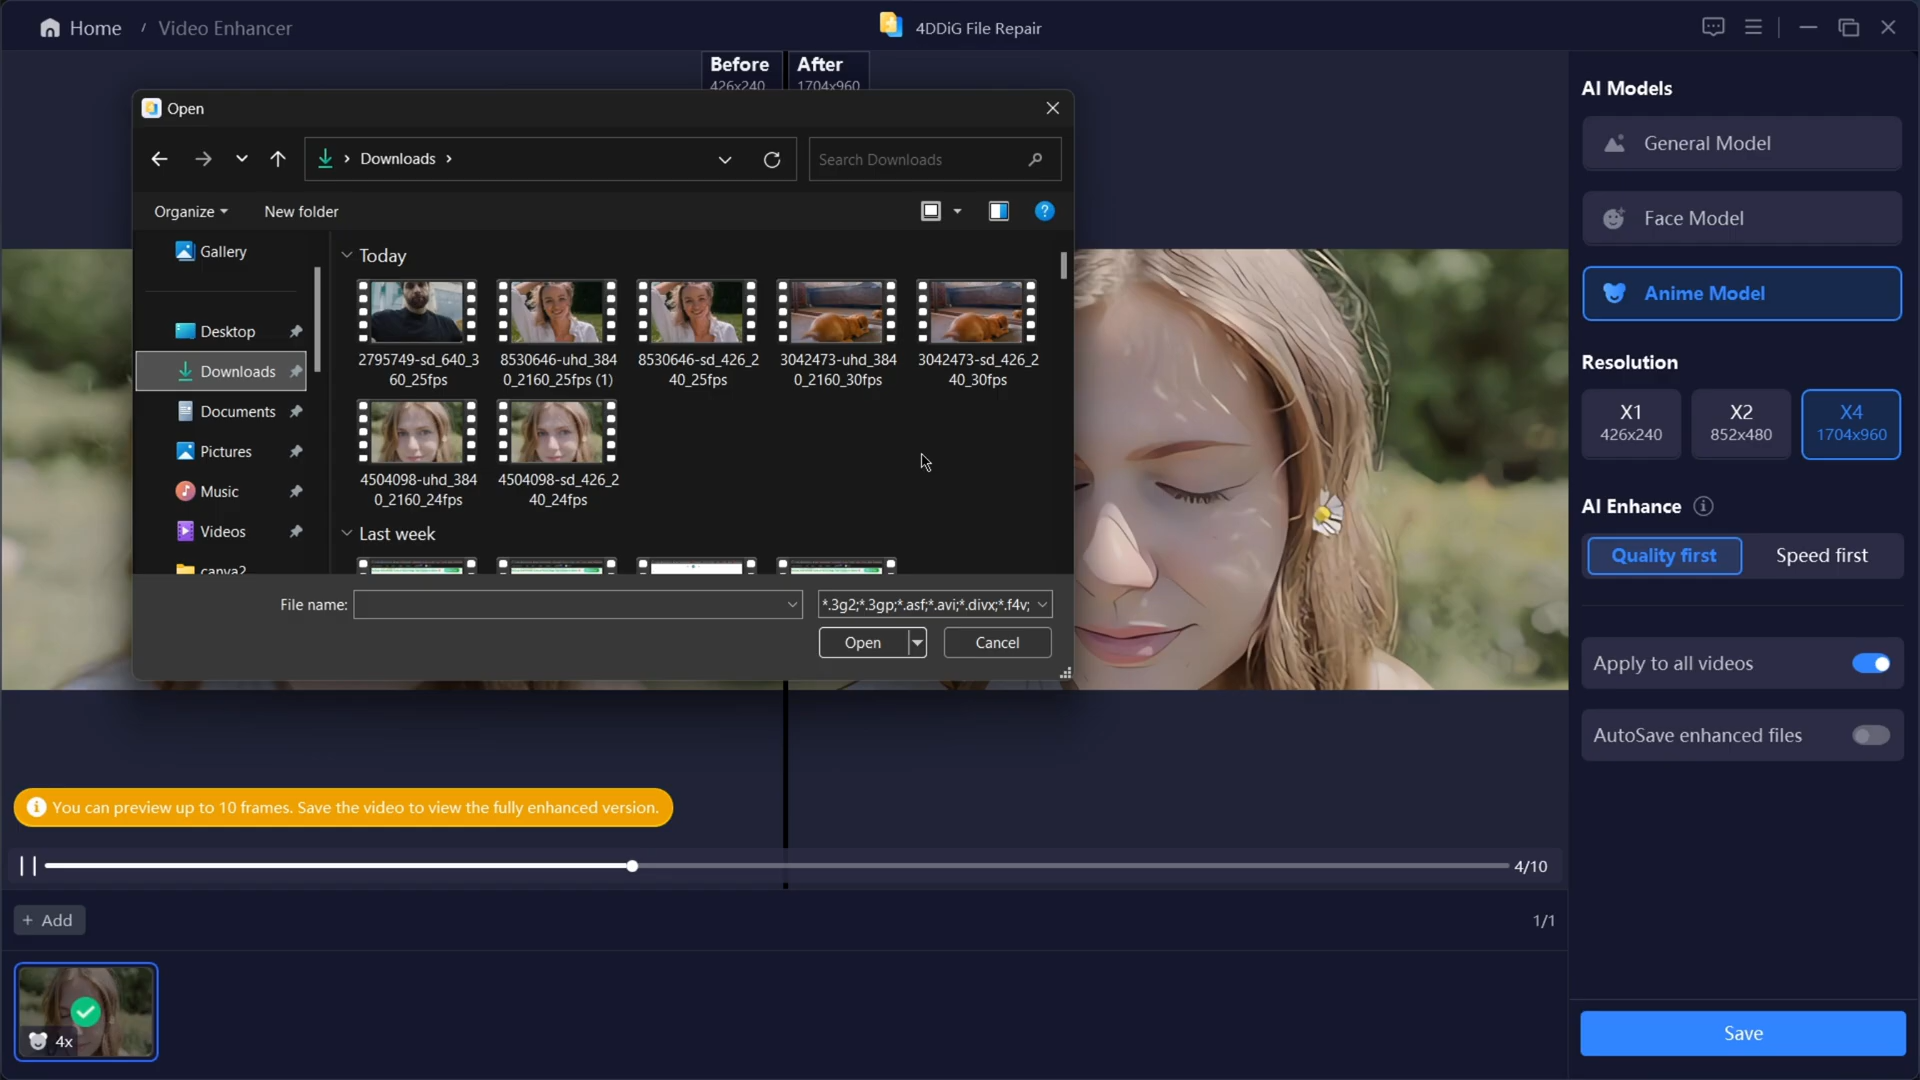 Home / Video Enhancer
4DDiG File Repair
Before
426x240
After
1704x960
Open
Downloads
Search Downloads
Organize
New folder
Gallery
Desktop
Downloads
Documents
Pictures
Music
Videos
canva2
Today
2795749-sd_640_3
60_25fps
8530646-uhd_384
0_2160_25fps (1)
8530646-sd_426_2
40_25fps
3042473-uhd_384
0_2160_30fps
3042473-sd_426_2
40_30fps
4504098-uhd_384
0_2160_24fps
4504098-sd_426_2
40_24fps
Last week
File name:
*.3g2;*.3gp;*.asf;*.avi;*.divx;*.f4v;
Open
Cancel
AI Models
General Model
Face Model
Anime Model
Resolution
X1
426x240
X2
852x480
X4
1704x960
AI Enhance
Quality first
Speed first
Apply to all videos
AutoSave enhanced files
You can preview up to 10 frames. Save the video to view the fully enhanced version.
4/10
+ Add
1/1
4x
Save